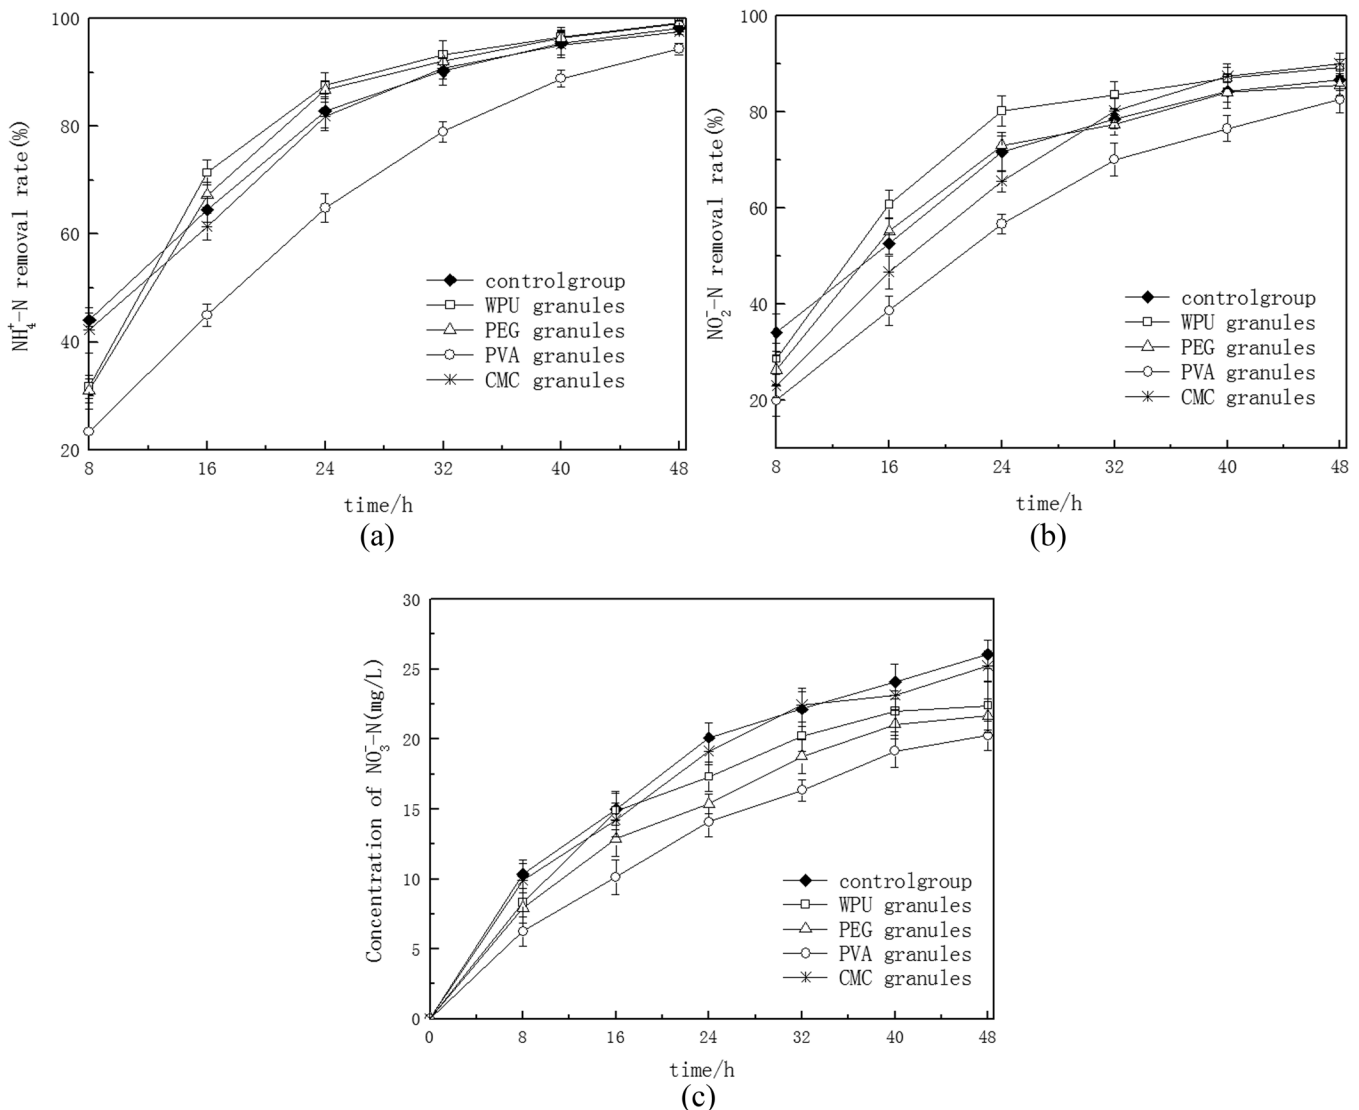 100
80
60
40
20
NH₄⁺-N removal rate(%)
controlgroup
WPU granules
PEG granules
PVA granules
CMC granules
8 16 24 32 40 48
time/h
(a)
100
80
60
40
20
NO₂⁻-N removal rate(%)
controlgroup
WPU granules
PEG granules
PVA granules
CMC granules
8 16 24 32 40 48
time/h
(b)
30
25
20
15
10
5
0
Concentration of NO₃⁻-N(mg/L)
controlgroup
WPU granules
PEG granules
PVA granules
CMC granules
0 8 16 24 32 40 48
time/h
(c)